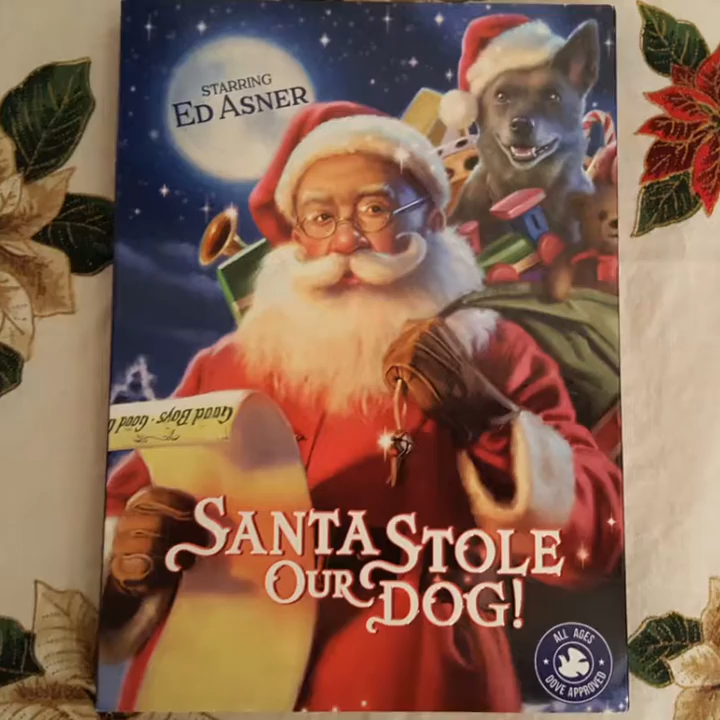 STARRING
ED ASNER
Good Boys · Good
SANTA STOLE
OUR DOG!
ALL AGES
DOVE APPROVED